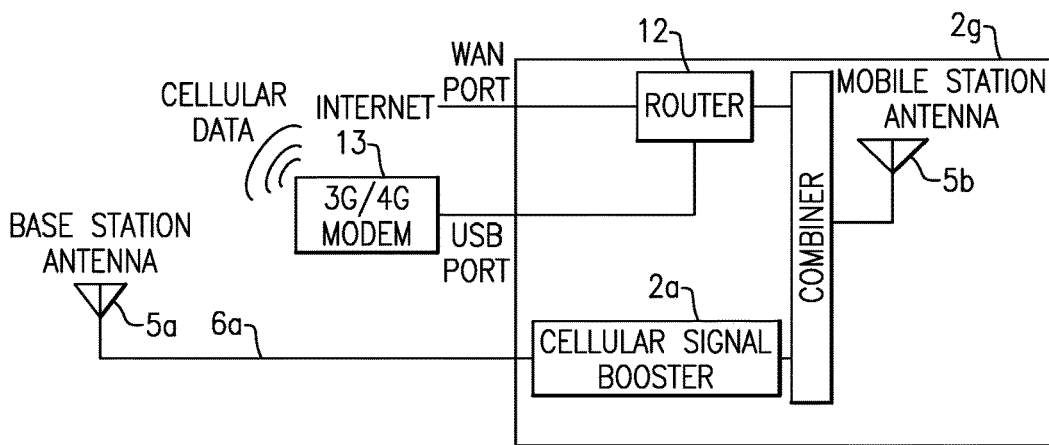 2g
12
WAN
PORT
MOBILE STATION
ANTENNA
CELLULAR
DATA
INTERNET
ROUTER
13
5b
3G/4G
MODEM
USB
PORT
COMBINER
BASE STATION
ANTENNA
5a
6a
2a
CELLULAR SIGNAL
BOOSTER